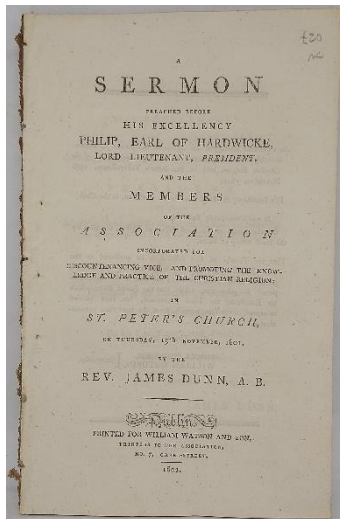 £20
A
SERMON
PREACHED BEFORE
HIS EXCELLENCY
PHILIP, EARL OF HARDWICKE,
LORD LIEUTENANT, PRESIDENT,
AND THE
MEMBERS
OF THE
ASSOCIATION
INCORPORATED FOR
DISCOUNTENANCING VICE, AND PROMOTING THE KNOW-
LEDGE AND PRACTICE OF THE CHRISTIAN RELIGION:
IN
ST. PETER'S CHURCH,
ON THURSDAY, 19th NOVEMBER, 1801.
BY THE
REV. JAMES DUNN, A. B.
Dublin
PRINTED FOR WILLIAM WATSON AND SON,
PRINTERS TO THE ASSOCIATION,
NO. 7, CAPEL-STREET.